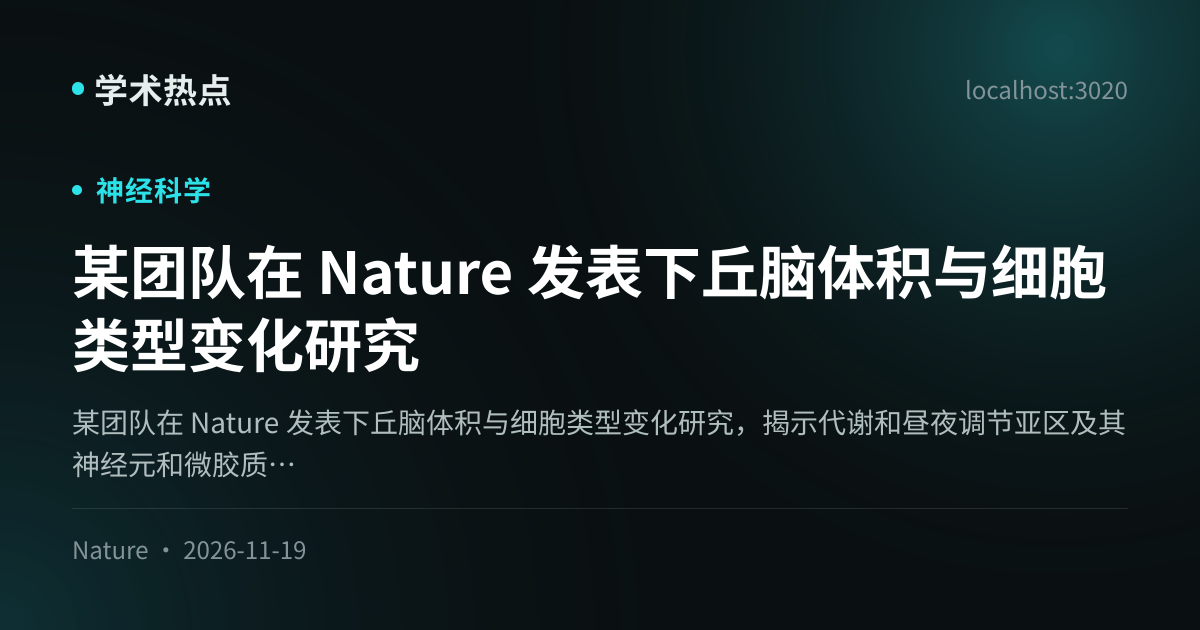 学术热点
localhost:3020
神经科学
某团队在 Nature 发表下丘脑体积与细胞
类型变化研究
某团队在 Nature 发表下丘脑体积与细胞类型变化研究，揭示代谢和昼夜调节亚区及其
神经元和微胶质…
Nature · 2026-11-19